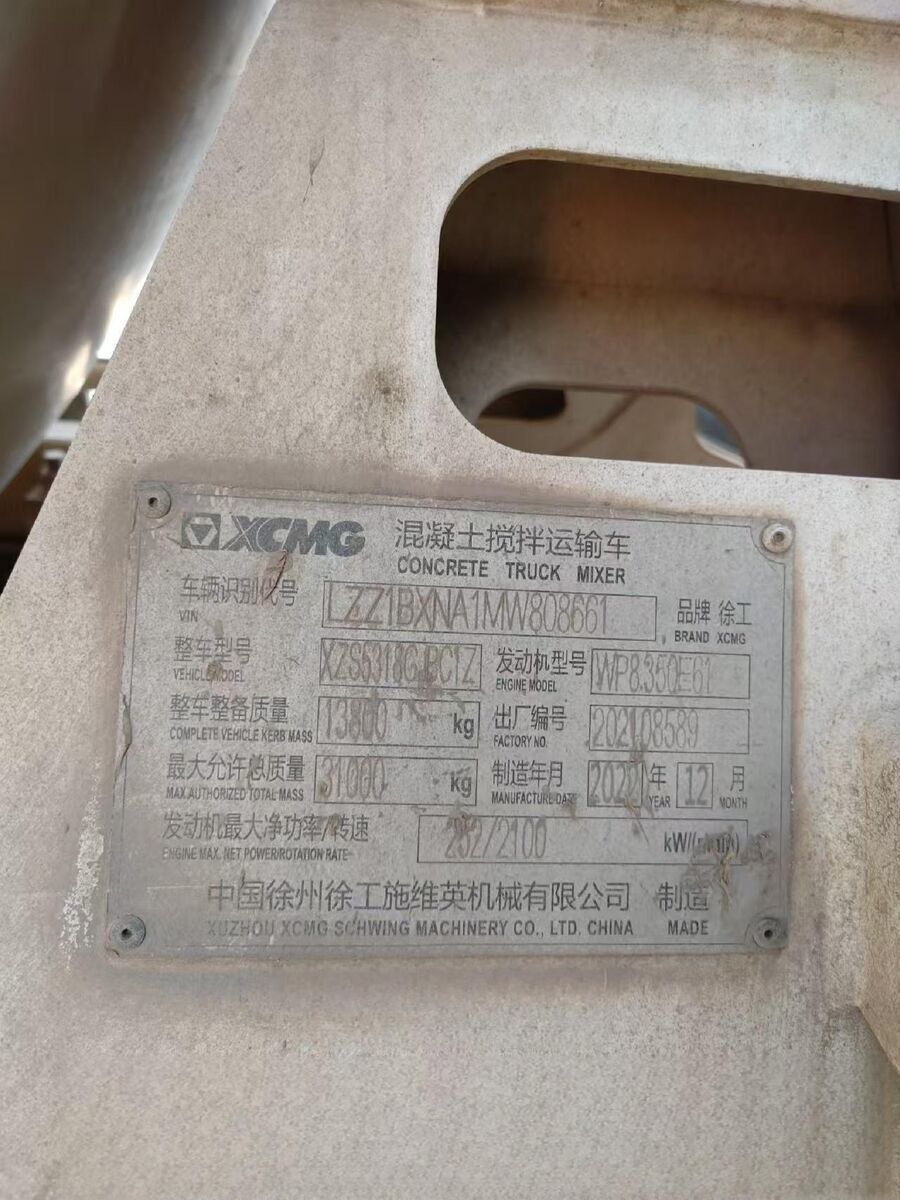 XCMG 混凝土搅拌运输车
CONCRETE TRUCK MIXER
车辆识别代号 LZZ1BXNA1MW808661 品牌 徐工
VIN BRAND XCMG
整车型号 XZS5318GJBC1Z 发动机型号 WP8.350E61
VEHICLE MODEL ENGINE MODEL
整车整备质量 13800 kg 出厂编号 202108589
COMPLETE VEHICLE KERB MASS FACTORY NO.
最大允许总质量 31000 kg 制造年月 年 12 月
MAX.AUTHORIZED TOTAL MASS MANUFACTURE DATE YEAR MONTH
发动机最大净功率/转速 /2100
ENGINE MAX. NET POWER/ROTATION RATE
中国徐州徐工施维英机械有限公司 制造
XUZHOU XCMG SCHWING MACHINERY CO., LTD. CHINA MADE